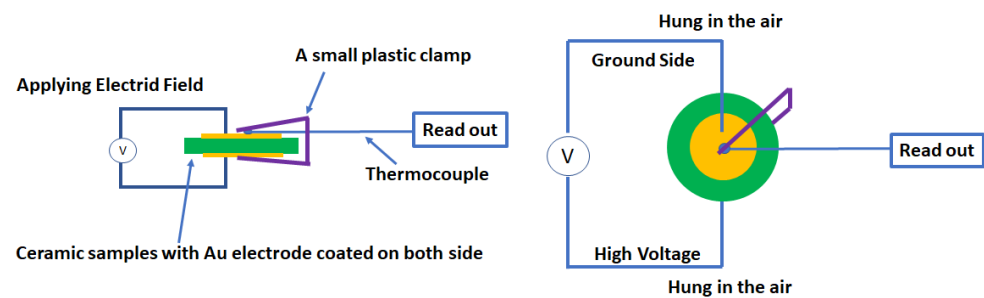 A small plastic clamp
Applying Electrid Field
V
Read out
Thermocouple
Ceramic samples with Au electrode coated on both side
Hung in the air
Ground Side
V
Read out
High Voltage
Hung in the air